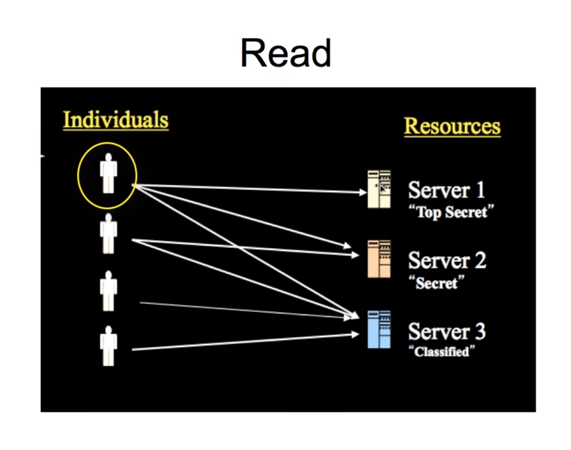 Read
Individuals
Resources
Server 1
“Top Secret”
Server 2
“Secret”
Server 3
“Classified”